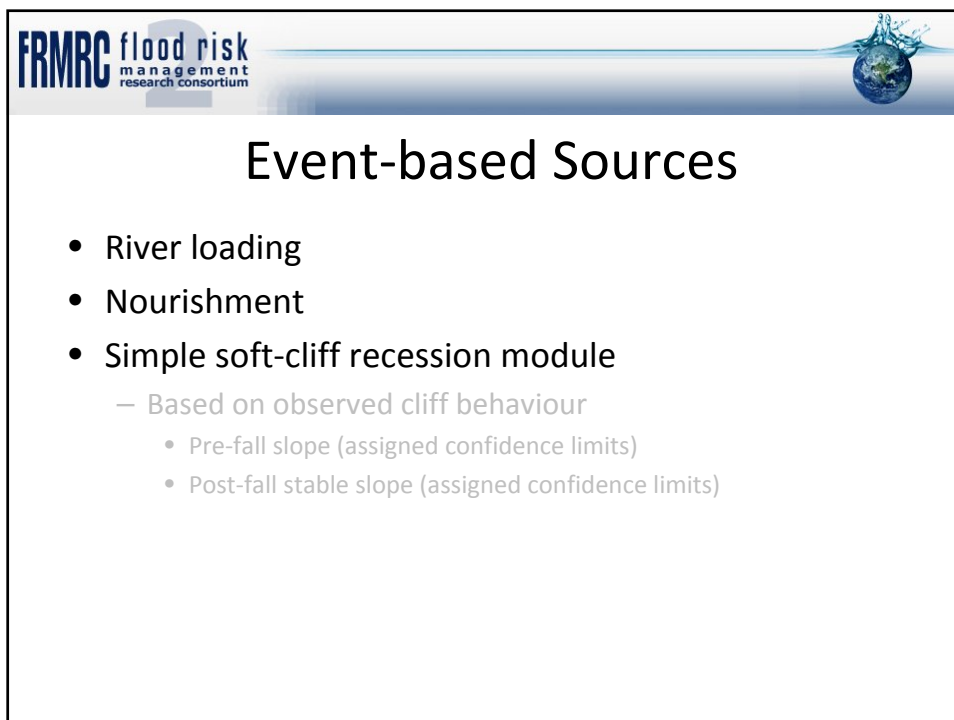 FRMRC flood risk
management
research consortium
2
Event-based Sources
• River loading
• Nourishment
• Simple soft-cliff recession module
– Based on observed cliff behaviour
• Pre-fall slope (assigned confidence limits)
• Post-fall stable slope (assigned confidence limits)